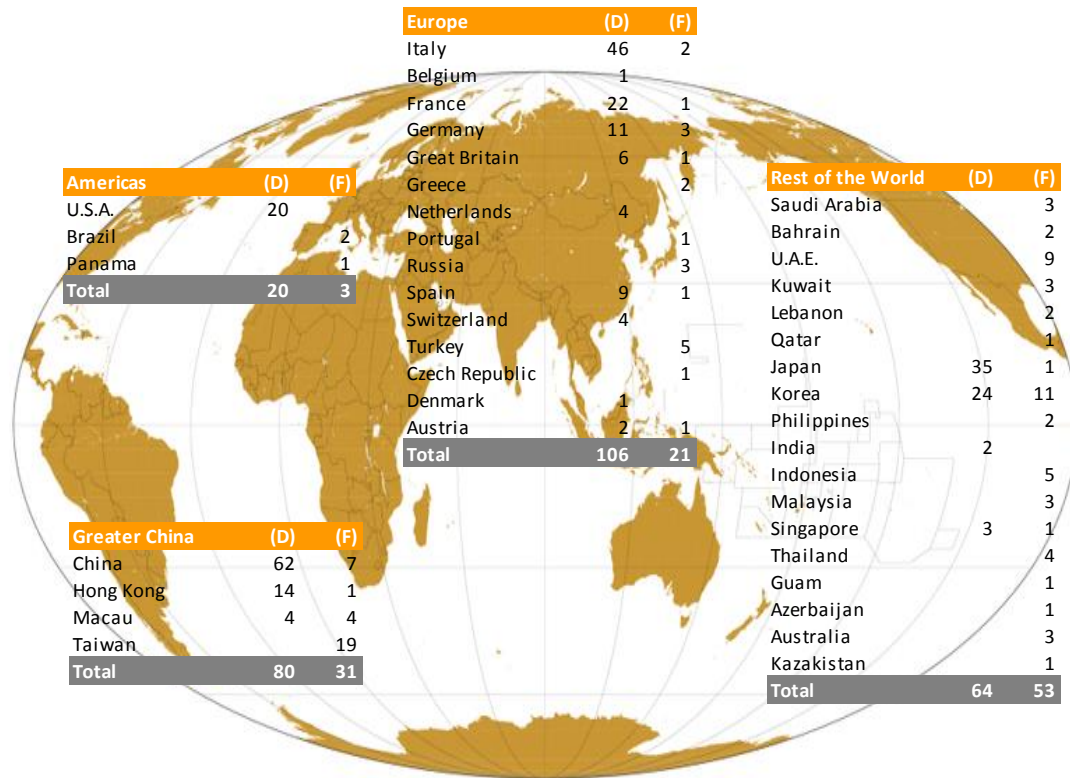 Europe (D) (F)
Italy 46 2
Belgium 1
France 22 1
Germany 11 3
Great Britain 6 1
Greece 2
Netherlands 4
Portugal 1
Russia 3
Spain 9 1
Switzerland 4
Turkey 5
Czech Republic 1
Denmark 1
Austria 2 1
Total 106 21
Americas (D) (F)
U.S.A. 20
Brazil 2
Panama 1
Total 20 3
Rest of the World (D) (F)
Saudi Arabia 3
Bahrain 2
U.A.E. 9
Kuwait 3
Lebanon 2
Qatar 1
Japan 35 1
Korea 24 11
Philippines 2
India 2
Indonesia 5
Malaysia 3
Singapore 3 1
Thailand 4
Guam 1
Azerbaijan 1
Australia 3
Kazakistan 1
Total 64 53
Greater China (D) (F)
China 62 7
Hong Kong 14 1
Macau 4 4
Taiwan 19
Total 80 31